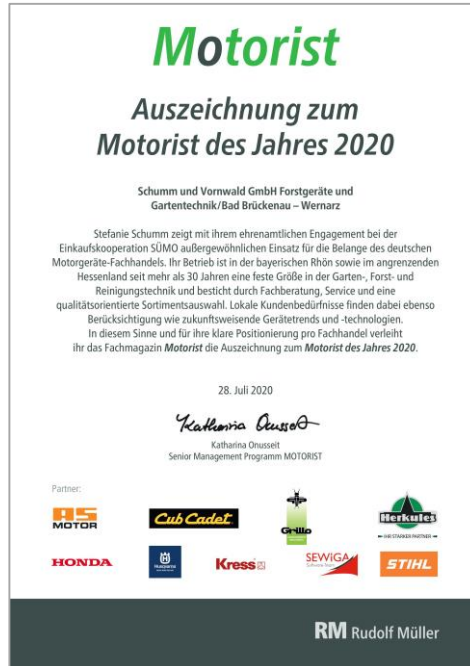 Motorist
Auszeichnung zum
Motorist des Jahres 2020
Schumm und Vornwald GmbH Forstgeräte und
Gartentechnik/Bad Brückenau – Wernarz
Stefanie Schumm zeigt mit ihrem ehrenamtlichen Engagement bei der
Einkaufskooperation SÜMO außergewöhnlichen Einsatz für die Belange des deutschen
Motorgeräte-Fachhandels. Ihr Betrieb ist in der bayerischen Rhön sowie im angrenzenden
Hessenland seit mehr als 30 Jahren eine feste Größe in der Garten-, Forst- und
Reinigungstechnik und besticht durch Fachberatung, Service und eine
qualitätsorientierte Sortimentsauswahl. Lokale Kundenbedürfnisse finden dabei ebenso
Berücksichtigung wie zukunftsweisende Gerätetrends und -technologien.
In diesem Sinne und für ihre klare Positionierung pro Fachhandel verleiht
ihr das Fachmagazin Motorist die Auszeichnung zum Motorist des Jahres 2020.
28. Juli 2020
Katharina Onusseit
Katharina Onusseit
Senior Management Programm MOTORIST
Partner:
AS MOTOR
Cub Cadet
Grillo
Herkules
IHR STARKER PARTNER
HONDA
Husqvarna
Kress
SEWiGA
Software Team
STIHL
RM Rudolf Müller